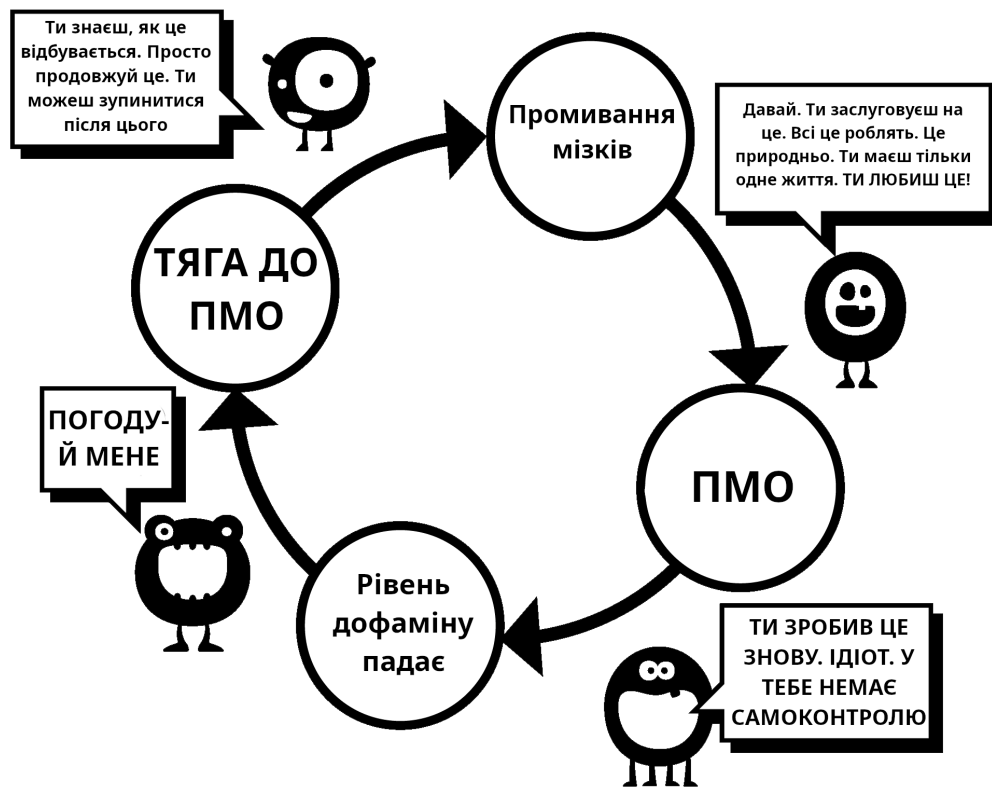 Ти знаєш, як це
відбувається. Просто
продовжуй це. Ти
можеш зупинитися
після цього
Промивання
мізків
Давай. Ти заслуговуєш на
це. Всі це роблять. Це
природньо. Ти маєш тільки
одне життя. ТИ ЛЮБИШ ЦЕ!
ТЯГА ДО
ПМО
ПОГОДУ-
Й МЕНЕ
ПМО
Рівень
дофаміну
падає
ТИ ЗРОБИВ ЦЕ
ЗНОВУ. ІДІОТ. У
ТЕБЕ НЕМАЄ
САМОКОНТРОЛЮ